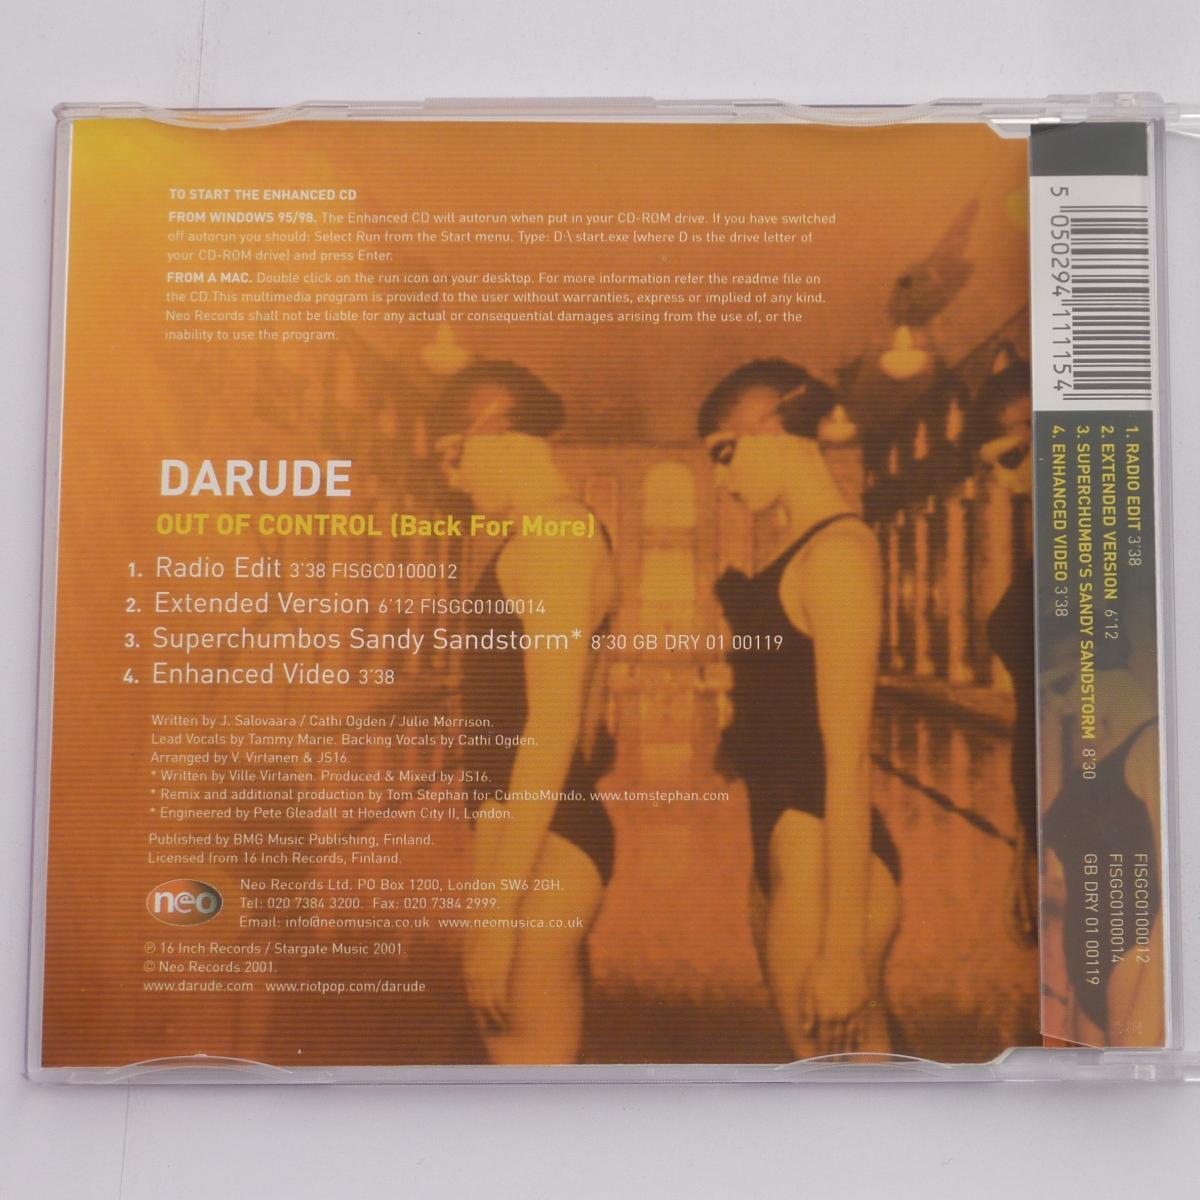 TO START THE ENHANCED CD
FROM WINDOWS 95/98. The Enhanced CD will autorun when put in your CD-ROM drive. If you have switched
off autorun you should: Select Run from the Start menu. Type: D:\ start.exe (where D is the drive letter of
your CD-ROM drive) and press Enter.
FROM A MAC. Double click on the run icon on your desktop. For more information refer the readme file on
the CD.This multimedia program is provided to the user without warranties, express or implied of any kind.
Neo Records shall not be liable for any actual or consequential damages arising from the use of, or the
inability to use the program.
DARUDE
OUT OF CONTROL (Back For More)
1. Radio Edit 3'38 FISGC0100012
2. Extended Version 6'12 FISGC0100014
3. Superchumbos Sandy Sandstorm* 8'30 GB DRY 01 00119
4. Enhanced Video 3'38
Written by J. Salovaara / Cathi Ogden / Julie Morrison.
Lead Vocals by Tammy Marie. Backing Vocals by Cathi Ogden.
Arranged by V. Virtanen & JS16.
* Written by Ville Virtanen. Produced & Mixed by JS16.
* Remix and additional production by Tom Stephan for CumboMundo. www.tomstephan.com
* Engineered by Pete Gleadall at Hoedown City II, London.
Published by BMG Music Publishing, Finland.
Licensed from 16 Inch Records, Finland.
neo
Neo Records Ltd. PO Box 1200, London SW6 2GH.
Tel: 020 7384 3200. Fax: 020 7384 2999.
Email: info@neomusica.co.uk www.neomusica.co.uk
℗ 16 Inch Records / Stargate Music 2001.
© Neo Records 2001.
www.darude.com www.riotpop.com/darude
5 050294 111154
1. RADIO EDIT 3'38
2. EXTENDED VERSION 6'12
3. SUPERCHUMBO'S SANDY SANDSTORM 8'30
4. ENHANCED VIDEO 3'38
FISGC0100012
FISGC0100014
GB DRY 01 00119